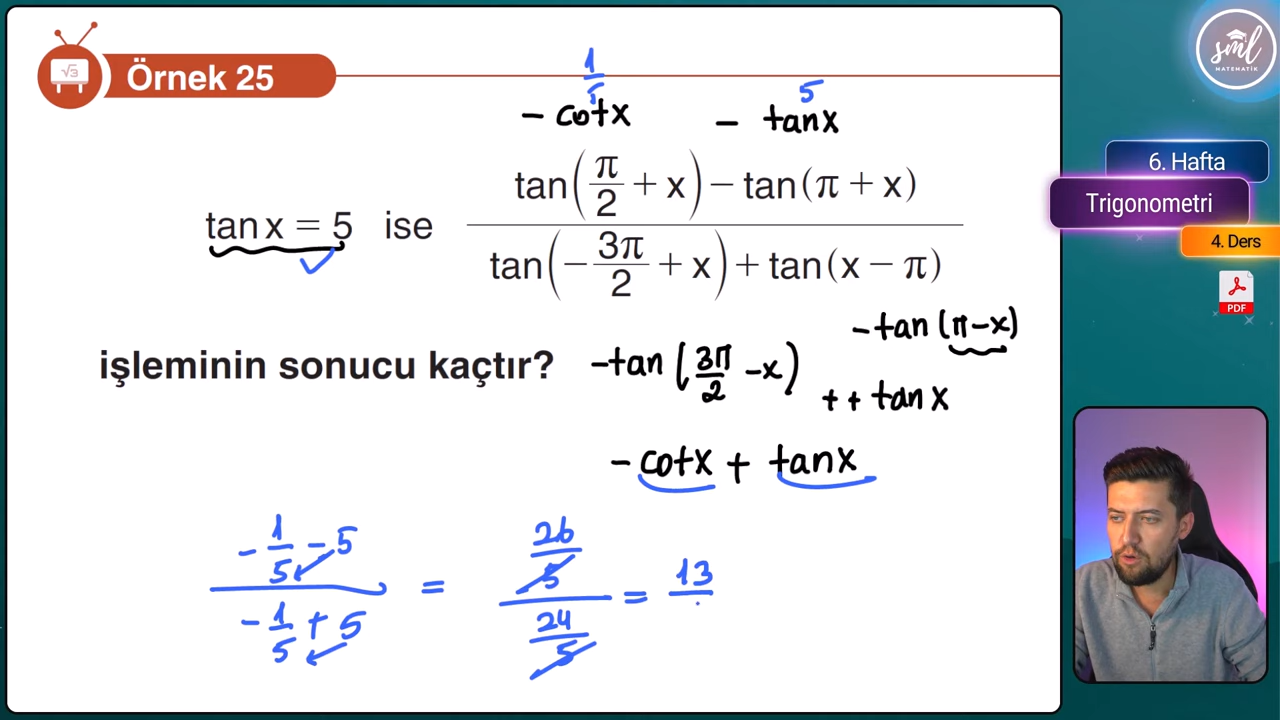 √3 Örnek 25
1/5 5
- cotx - tanx
tan(π/2 + x) − tan(π + x)
tan x = 5 ise
tan(−3π/2 + x) + tan(x − π)
-tan (π-x)
işleminin sonucu kaçtır? -tan (3π/2 -x)
+ + tan x
- cotx + tanx
-1/5 - 5 / -1/5 + 5 = 26/5 / 24/5 = 13
sml
MATEMATİK
6. Hafta
Trigonometri
4. Ders
PDF